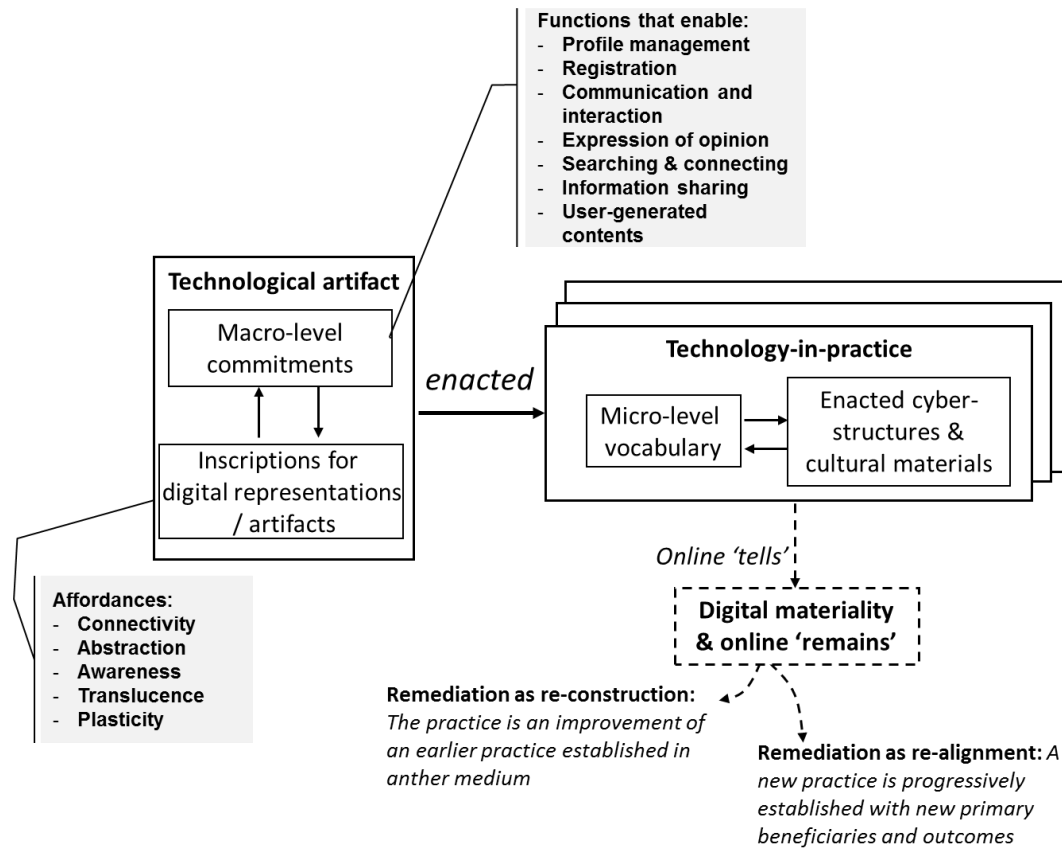 Functions that enable:
- Profile management
- Registration
- Communication and
interaction
- Expression of opinion
- Searching & connecting
- Information sharing
- User-generated
contents
Technological artifact
Macro-level
commitments
Inscriptions for
digital representations
/ artifacts
enacted
Technology-in-practice
Micro-level
vocabulary
Enacted cyber-
structures &
cultural materials
Online ‘tells’
Digital materiality
& online ‘remains’
Affordances:
- Connectivity
- Abstraction
- Awareness
- Translucence
- Plasticity
Remediation as re-construction:
The practice is an improvement of
an earlier practice established in
anther medium
Remediation as re-alignment: A
new practice is progressively
established with new primary
beneficiaries and outcomes